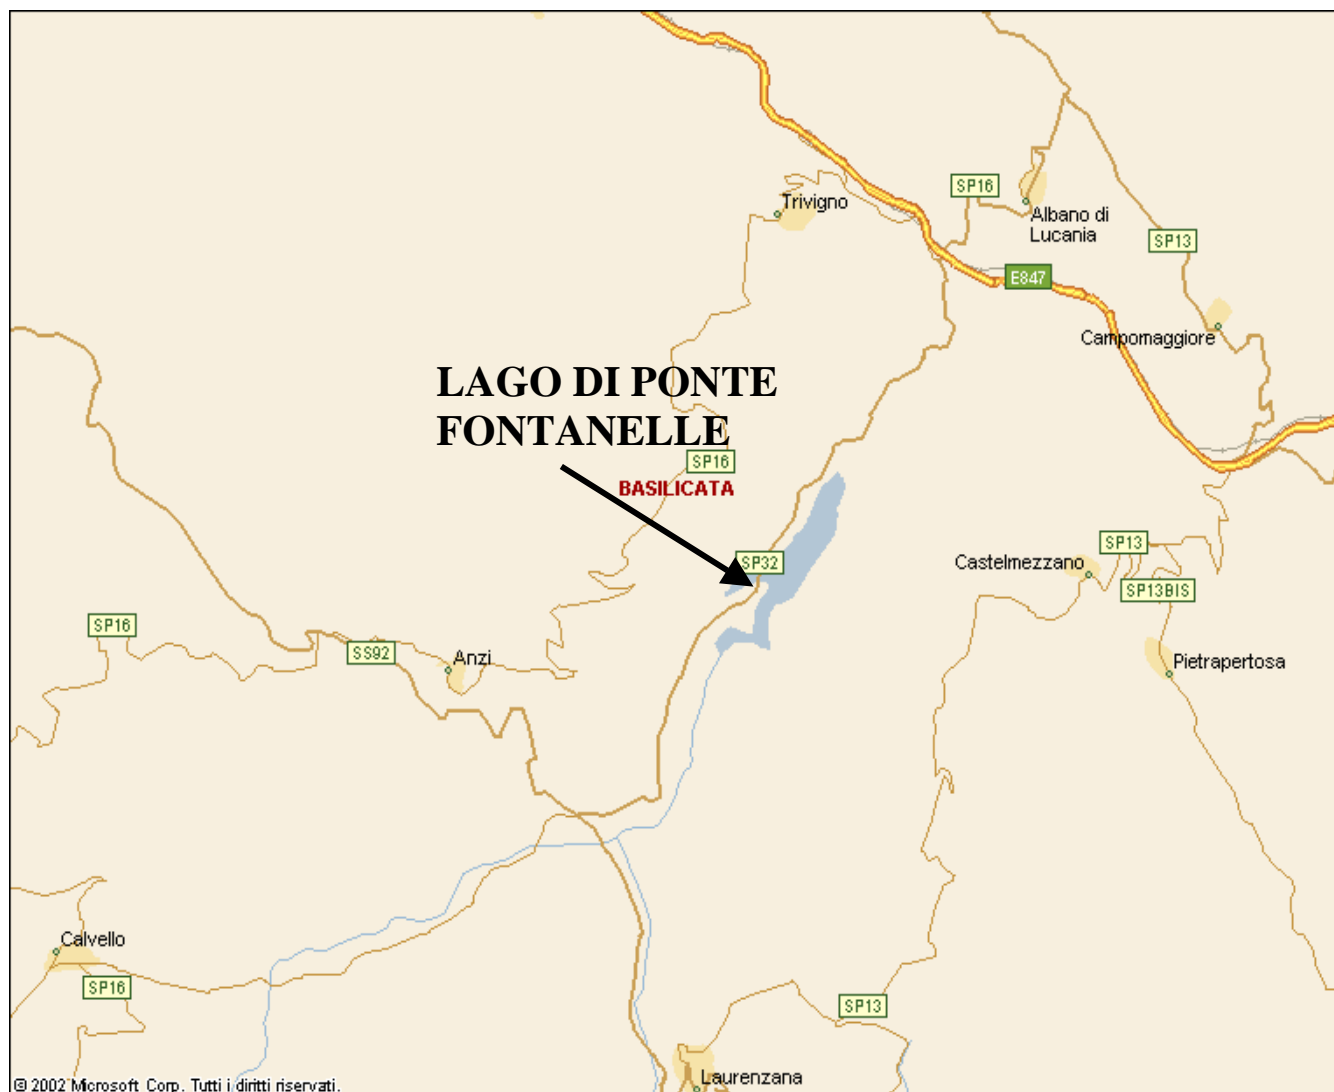 SP16
Trivigno
Albano di
Lucania
SP13
E847
Campomaggiore
LAGO DI PONTE
FONTANELLE
SP16
BASILICATA
SP32
Castelmezzano
SP13
SP13BIS
SP16
SS92
Anzi
Pietrapertosa
Calvello
SP16
SP13
Laurenzana
© 2002 Microsoft Corp. Tutti i diritti riservati.